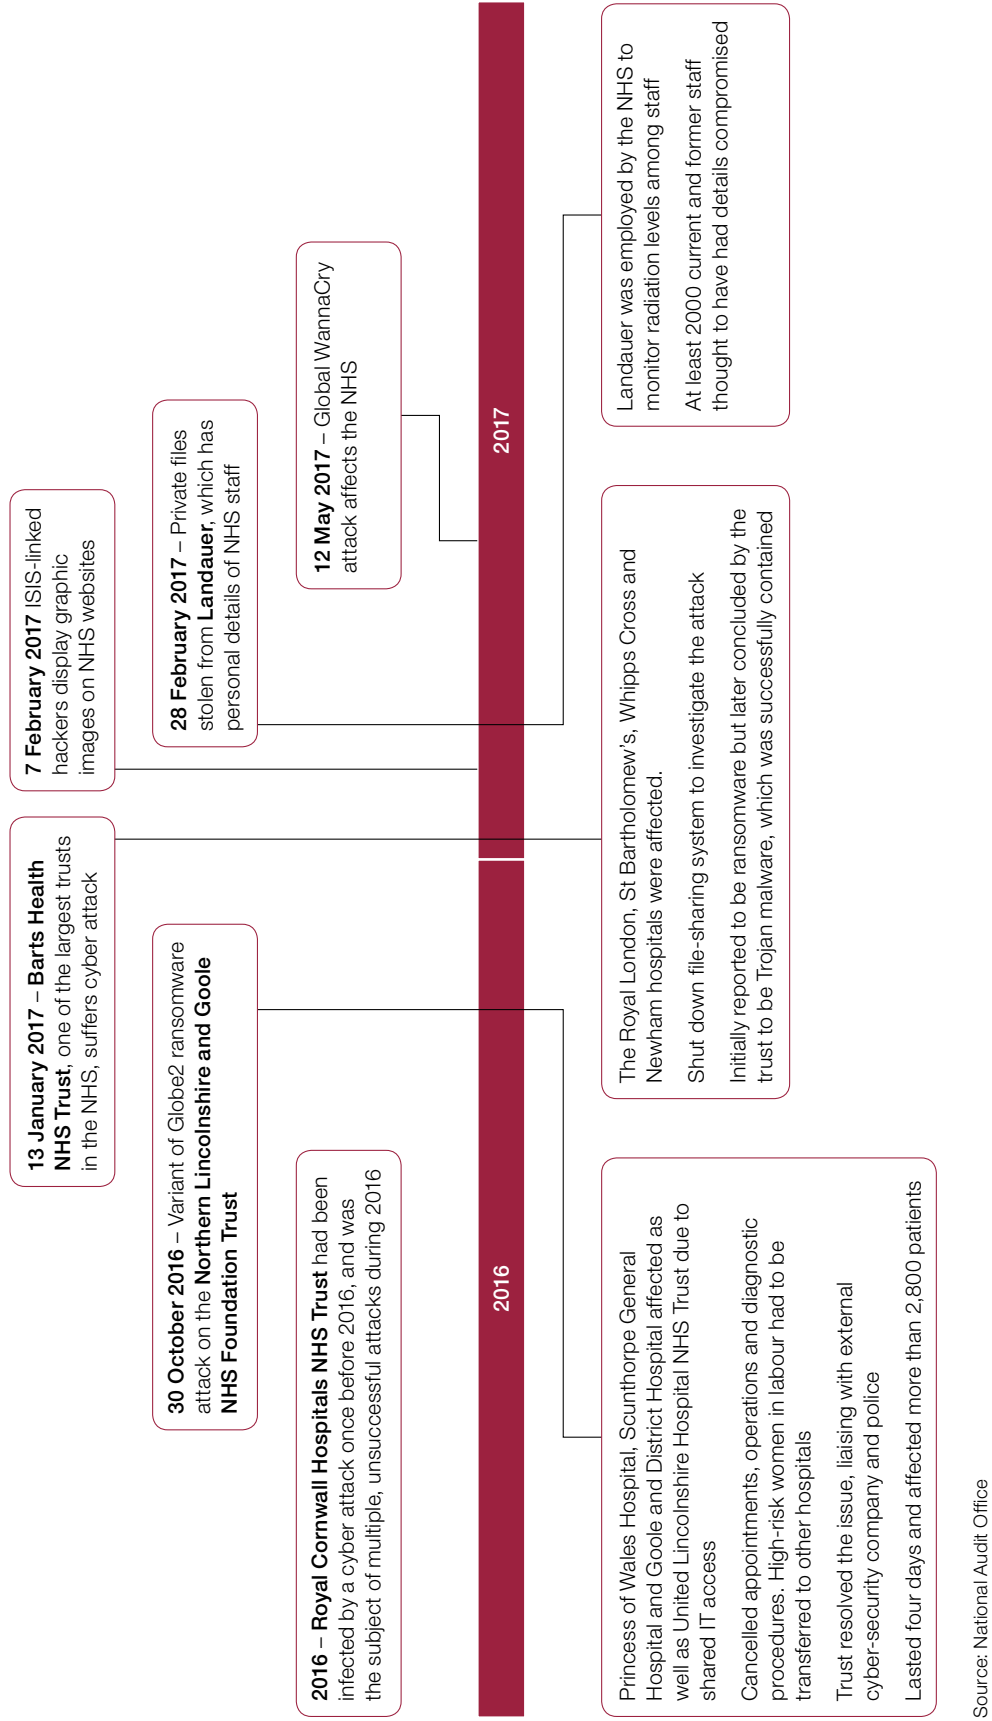 13 January 2017 – Barts Health
NHS Trust, one of the largest trusts
in the NHS, suffers cyber attack
7 February 2017 ISIS-linked
hackers display graphic
images on NHS websites
30 October 2016 – Variant of Globe2 ransomware
attack on the Northern Lincolnshire and Goole
NHS Foundation Trust
28 February 2017 – Private files
stolen from Landauer, which has
personal details of NHS staff
2016 – Royal Cornwall Hospitals NHS Trust had been
infected by a cyber attack once before 2016, and was
the subject of multiple, unsuccessful attacks during 2016
12 May 2017 – Global WannaCry
attack affects the NHS
2016
2017
Princess of Wales Hospital, Scunthorpe General
Hospital and Goole and District Hospital affected as
well as United Lincolnshire Hospital NHS Trust due to
shared IT access
Cancelled appointments, operations and diagnostic
procedures. High-risk women in labour had to be
transferred to other hospitals
Trust resolved the issue, liaising with external
cyber-security company and police
Lasted four days and affected more than 2,800 patients
The Royal London, St Bartholomew's, Whipps Cross and
Newham hospitals were affected.
Shut down file-sharing system to investigate the attack
Initially reported to be ransomware but later concluded by the
trust to be Trojan malware, which was successfully contained
Landauer was employed by the NHS to
monitor radiation levels among staff
At least 2000 current and former staff
thought to have had details compromised
Source: National Audit Office